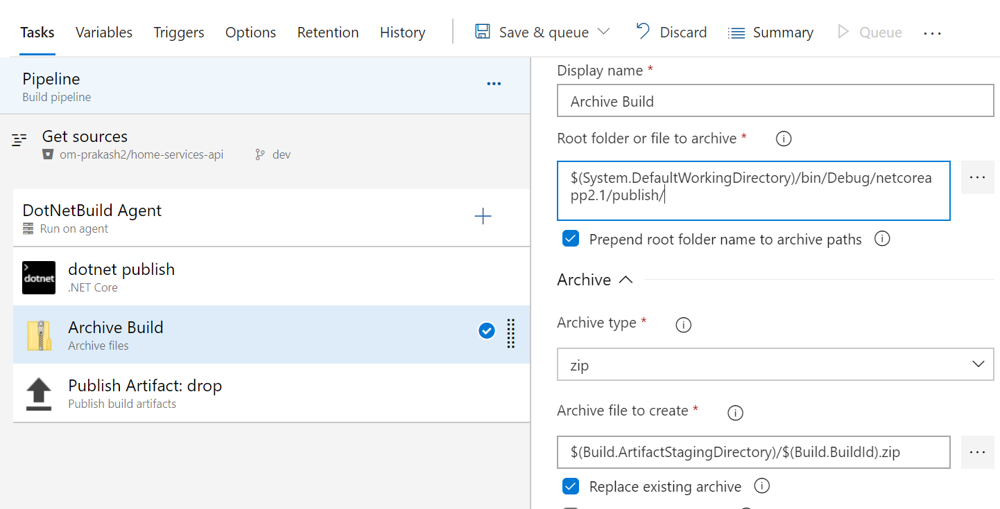 Tasks Variables Triggers Options Retention History Save & queue Discard Summary Queue ...
Pipeline
Build pipeline
Get sources
om-prakash2/home-services-api dev
DotNetBuild Agent
Run on agent
dotnet
dotnet publish
.NET Core
Archive Build
Archive files
Publish Artifact: drop
Publish build artifacts
Display name *
Archive Build
Root folder or file to archive *
$(System.DefaultWorkingDirectory)/bin/Debug/netcorea
pp2.1/publish/
Prepend root folder name to archive paths
Archive
Archive type *
zip
Archive file to create *
$(Build.ArtifactStagingDirectory)/$(Build.BuildId).zip
Replace existing archive